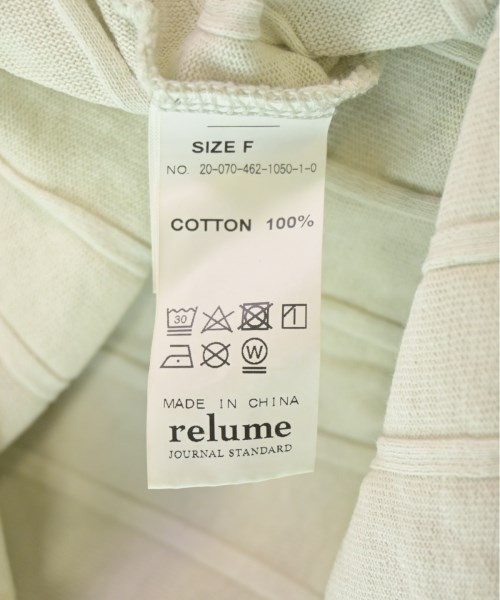 SIZE F
NO. 20-070-462-1050-1-0
COTTON 100%
30
W
MADE IN CHINA
relume
JOURNAL STANDARD